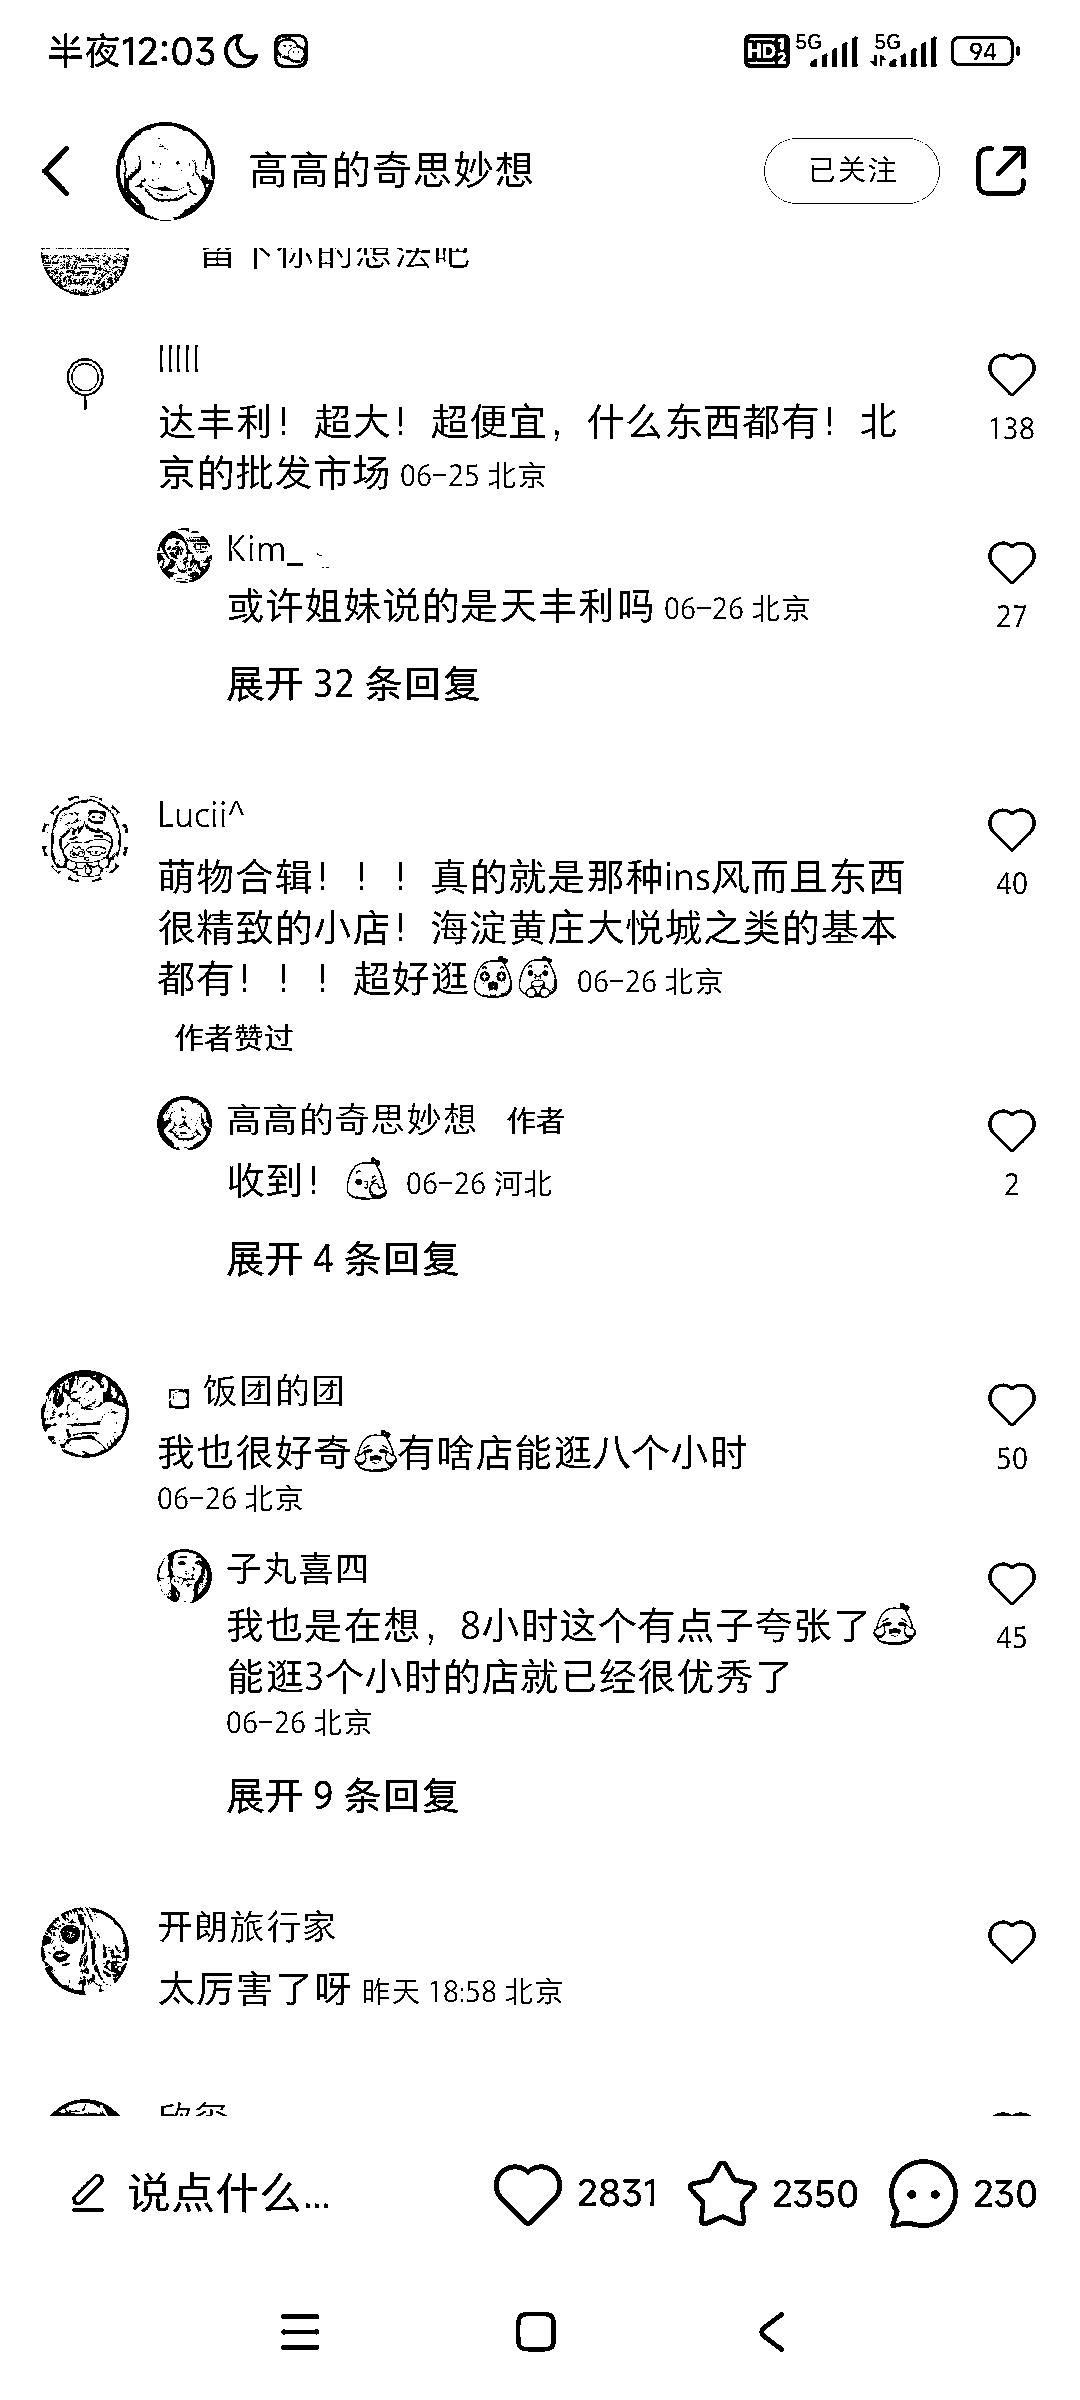 半夜12:03
HD 1 2 5G 5G 94
高高的奇思妙想
已关注
留下你的想法吧
lllll
达丰利！超大！超便宜，什么东西都有！北
京的批发市场 06-25 北京
138
Kim_
或许姐妹说的是天丰利吗 06-26 北京
27
展开 32 条回复
Lucii^
萌物合辑！！！真的就是那种ins风而且东西
很精致的小店！海淀黄庄大悦城之类的基本
都有！！！超好逛 06-26 北京
40
作者赞过
高高的奇思妙想 作者
收到！ 06-26 河北
2
展开 4 条回复
饭团的团
我也很好奇有啥店能逛八个小时
06-26 北京
50
子丸喜四
我也是在想，8小时这个有点子夸张了
能逛3个小时的店就已经很优秀了
06-26 北京
45
展开 9 条回复
开朗旅行家
太厉害了呀 昨天 18:58 北京
说点什么...
2831
2350
230